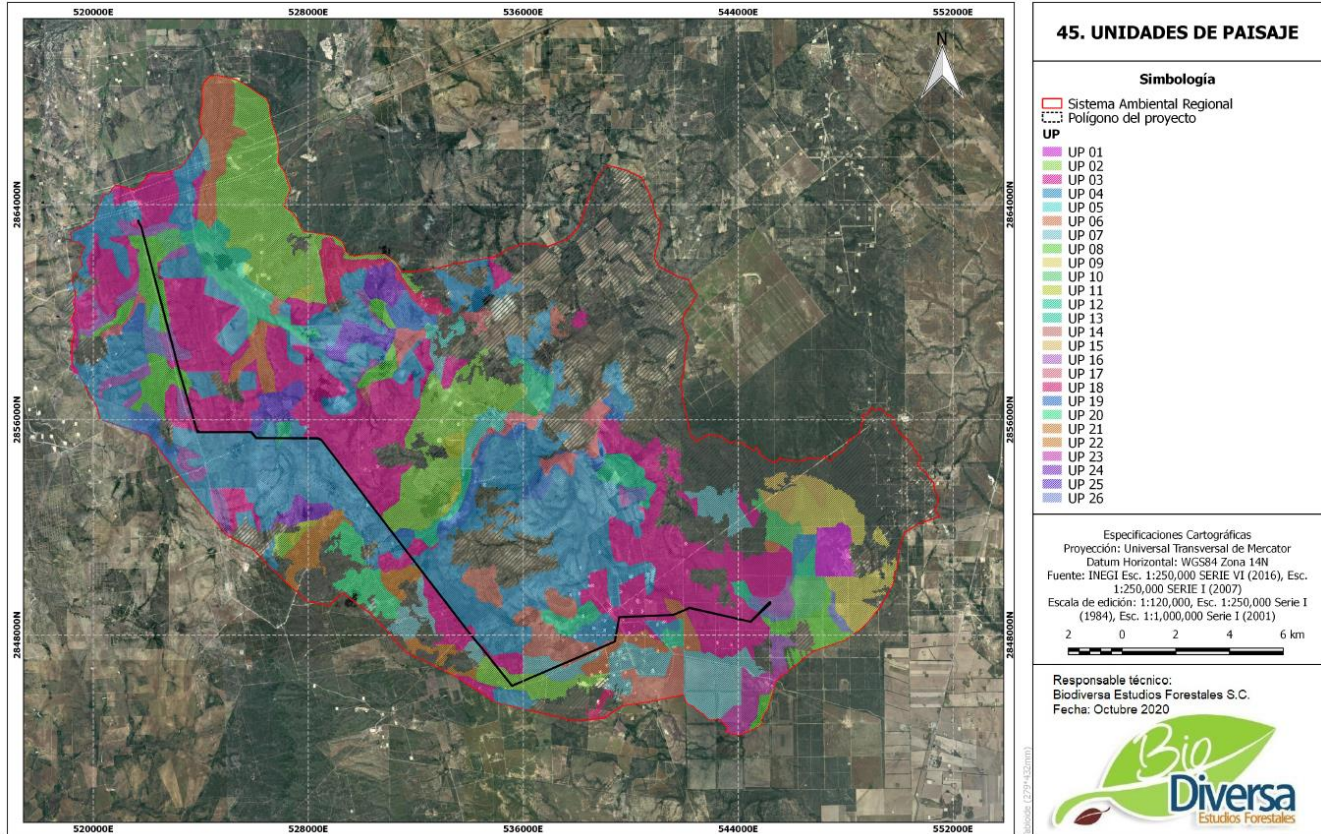 520000E
528000E
536000E
544000E
552000E
N
2864000N
2864000N
2856000N
2856000N
2848000N
2848000N
520000E
528000E
536000E
544000E
552000E
45. UNIDADES DE PAISAJE
Simbología
Sistema Ambiental Regional
Polígono del proyecto
UP
UP 01
UP 02
UP 03
UP 04
UP 05
UP 06
UP 07
UP 08
UP 09
UP 10
UP 11
UP 12
UP 13
UP 14
UP 15
UP 16
UP 17
UP 18
UP 19
UP 20
UP 21
UP 22
UP 23
UP 24
UP 25
UP 26
Especificaciones Cartográficas
Proyección: Universal Transversal de Mercator
Datum Horizontal: WGS84 Zona 14N
Fuente: INEGI Esc. 1:250,000 SERIE VI (2016), Esc.
1:250,000 SERIE I (2007)
Escala de edición: 1:120,000, Esc. 1:250,000 Serie I
(1984), Esc. 1:1,000,000 Serie I (2001)
2 0 2 4 6 km
Responsable técnico:
Biodiversa Estudios Forestales S.C.
Fecha: Octubre 2020
Bio
Diversa
Estudios Forestales
(279*432mm)